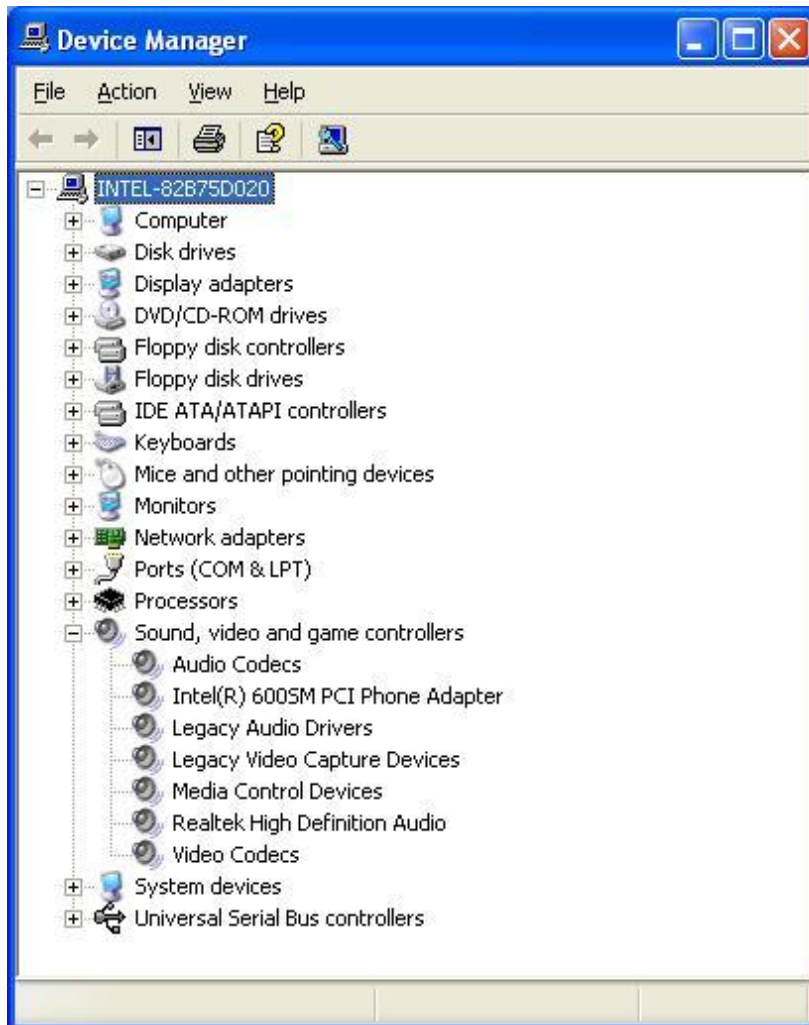 Device Manager
File Action View Help
INTEL-82B75D020
Computer
Disk drives
Display adapters
DVD/CD-ROM drives
Floppy disk controllers
Floppy disk drives
IDE ATA/ATAPI controllers
Keyboards
Mice and other pointing devices
Monitors
Network adapters
Ports (COM & LPT)
Processors
Sound, video and game controllers
Audio Codecs
Intel(R) 600SM PCI Phone Adapter
Legacy Audio Drivers
Legacy Video Capture Devices
Media Control Devices
Realtek High Definition Audio
Video Codecs
System devices
Universal Serial Bus controllers